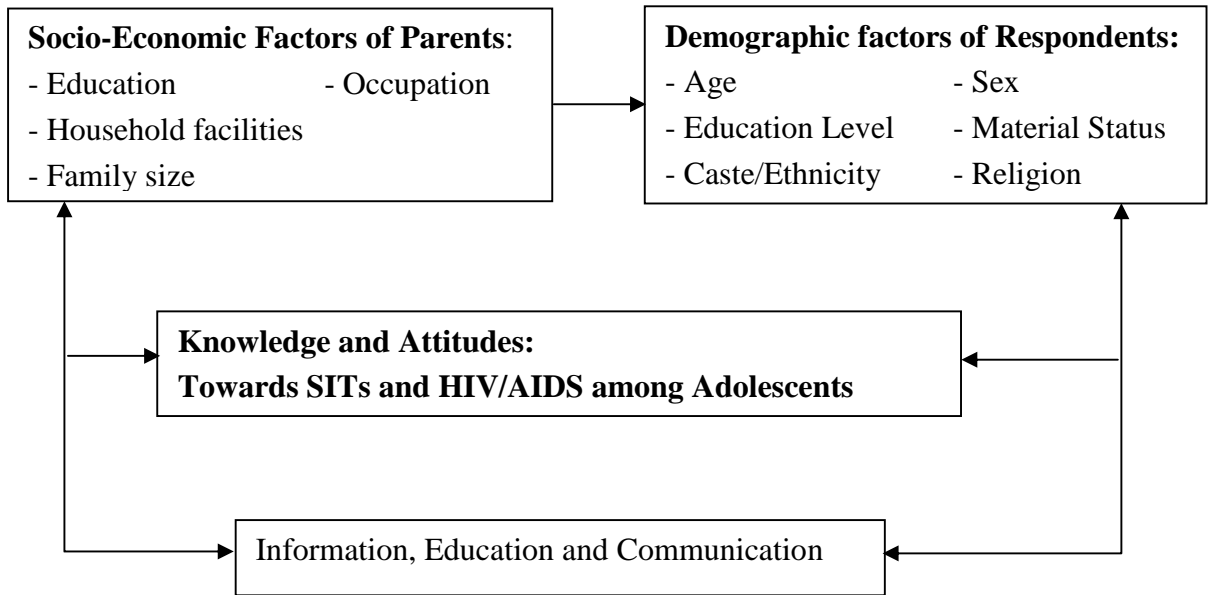 Socio-Economic Factors of Parents:
- Education - Occupation
- Household facilities
- Family size
Demographic factors of Respondents:
- Age - Sex
- Education Level - Material Status
- Caste/Ethnicity - Religion
Knowledge and Attitudes:
Towards SITs and HIV/AIDS among Adolescents
Information, Education and Communication